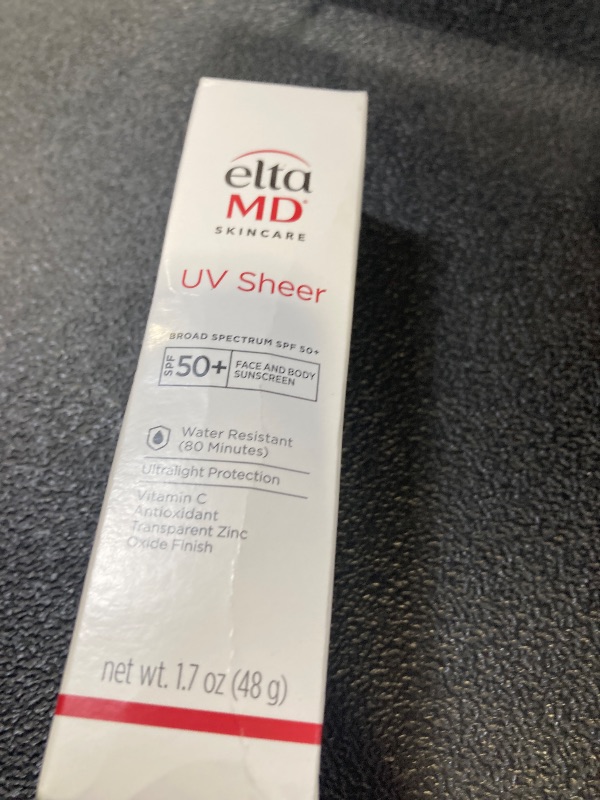 elta
MD®
SKINCARE
UV Sheer
BROAD SPECTRUM SPF 50+
SPF 50+ FACE AND BODY
SUNSCREEN
Water Resistant
(80 Minutes)
Ultralight Protection
Vitamin C
Antioxidant
Transparent Zinc
Oxide Finish
net wt. 1.7 oz (48 g)